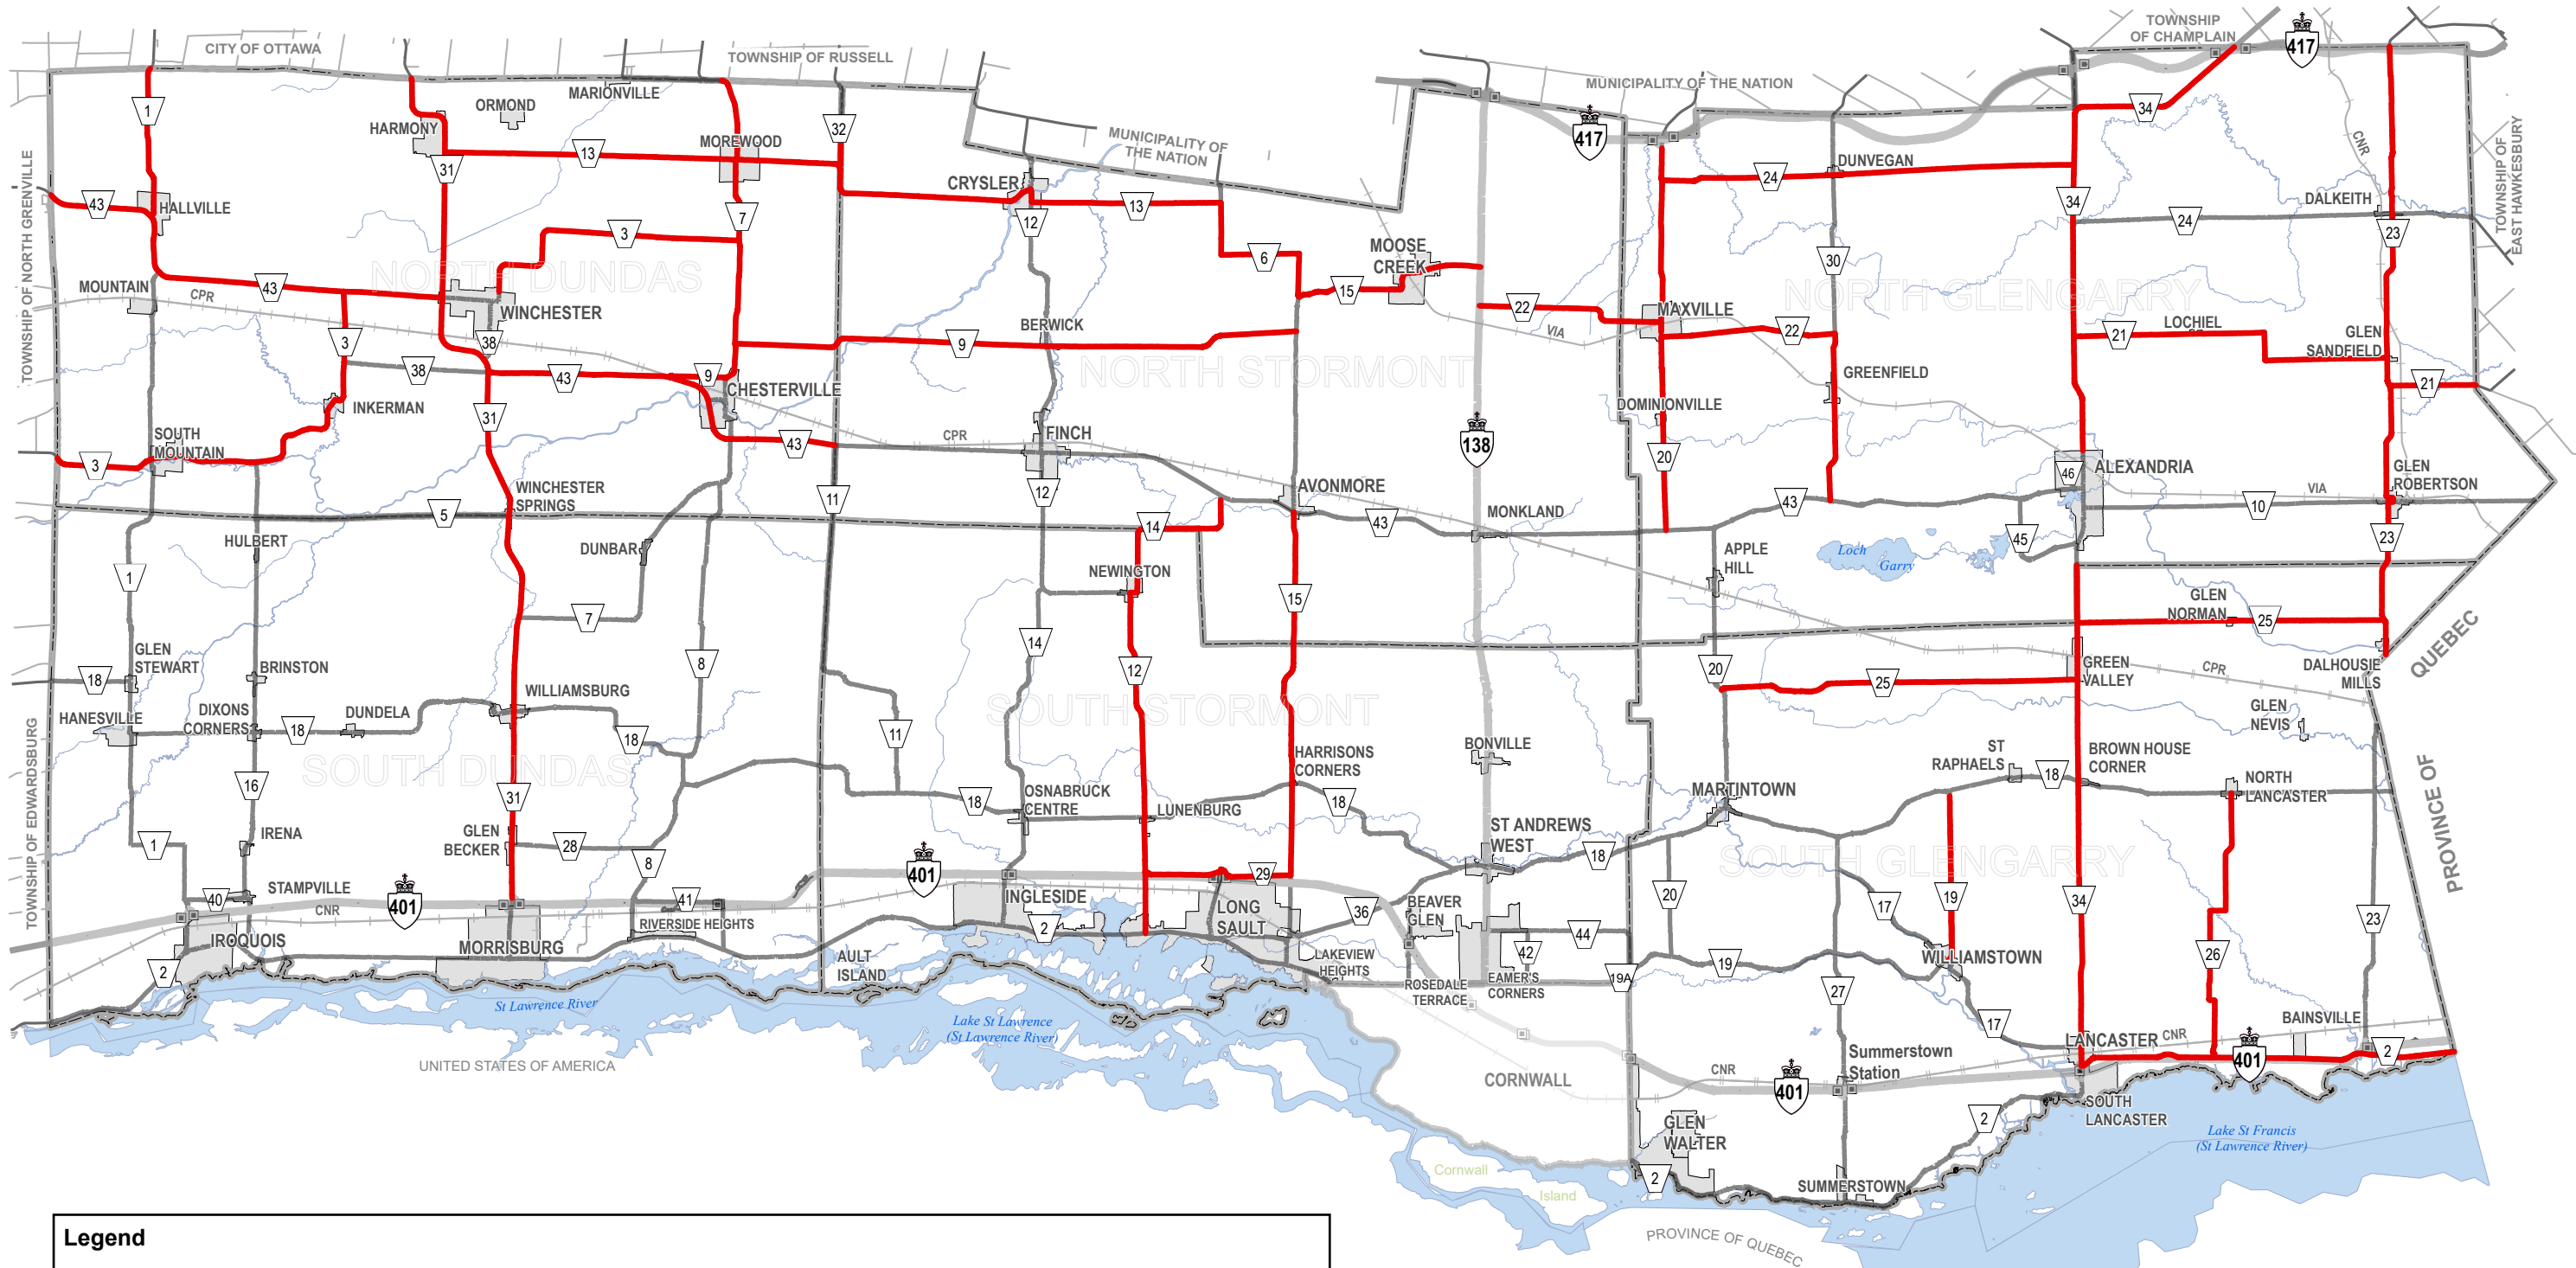 CITY OF OTTAWA
TOWNSHIP OF RUSSELL
TOWNSHIP
OF CHAMPLAIN
417
MUNICIPALITY OF THE NATION
MARIONVILLE
ORMOND
HARMONY
MOREWOOD
1
32
34
417
MUNICIPALITY OF
THE NATION
13
31
CNR
DUNVEGAN
24
CRYSLER
TOWNSHIP OF
EAST HAWKESBURY
TOWNSHIP OF NORTH GRENVILLE
43
HALLVILLE
7
12
13
34
DALKEITH
24
23
3
MOOSE
CREEK
6
30
NORTH DUNDAS
NORTH GLENGARRY
MOUNTAIN
CPR
43
WINCHESTER
15
22
MAXVILLE
BERWICK
VIA
22
21
LOCHIEL
GLEN
SANDFIELD
3
38
9
NORTH STORMONT
38
43
9
CHESTERVILLE
GREENFIELD
21
INKERMAN
31
DOMINIONVILLE
138
SOUTH
MOUNTAIN
3
43
CPR
FINCH
20
46
ALEXANDRIA
GLEN
ROBERTSON
WINCHESTER
SPRINGS
5
11
12
AVONMORE
43
MONKLAND
43
VIA
10
14
HULBERT
DUNBAR
45
23
APPLE
HILL
Loch
Garry
1
NEWINGTON
15
7
GLEN
NORMAN
25
14
GLEN
STEWART
18
BRINSTON
8
12
20
25
GREEN
VALLEY
CPR
DALHOUSIE
MILLS
QUEBEC
WILLIAMSBURG
SOUTH STORMONT
HANESVILLE
DIXONS
CORNERS
18
DUNDELA
18
11
GLEN
NEVIS
TOWNSHIP OF EDWARDSBURG
SOUTH DUNDAS
BONVILLE
HARRISONS
CORNERS
ST
RAPHAELS
18
BROWN HOUSE
CORNER
NORTH
LANCASTER
PROVINCE OF
16
31
18
OSNABRUCK
CENTRE
LUNENBURG
18
MARTINTOWN
ST ANDREWS
WEST
18
IRENA
GLEN
BECKER
28
8
1
SOUTH GLENGARRY
401
29
40
STAMPVILLE
CNR
401
41
RIVERSIDE HEIGHTS
INGLESIDE
2
LONG
SAULT
36
BEAVER
GLEN
20
17
19
34
23
44
42
IROQUOIS
MORRISBURG
AULT
ISLAND
LAKEVIEW
HEIGHTS
ROSEDALE
TERRACE
EAMER'S
CORNERS
19A
19
WILLIAMSTOWN
26
2
27
St Lawrence River
Lake St Lawrence
(St Lawrence River)
17
BAINSVILLE
LANCASTER
CNR
401
2
UNITED STATES OF AMERICA
CORNWALL
CNR
401
Summerstown
Station
SOUTH
LANCASTER
2
GLEN
WALTER
Lake St Francis
(St Lawrence River)
Cornwall
Island
2
SUMMERSTOWN
PROVINCE OF QUEBEC
Legend